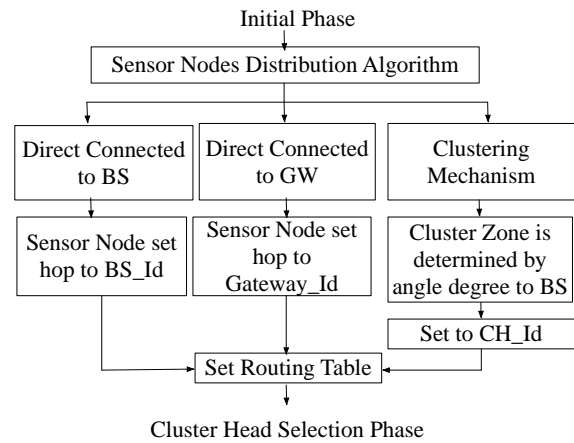 Initial Phase
Sensor Nodes Distribution Algorithm
Direct Connected
to BS
Direct Connected
to GW
Clustering
Mechanism
Sensor Node set
hop to BS_Id
Sensor Node set
hop to
Gateway_Id
Cluster Zone is
determined by
angle degree to BS
Set to CH_Id
Set Routing Table
Cluster Head Selection Phase